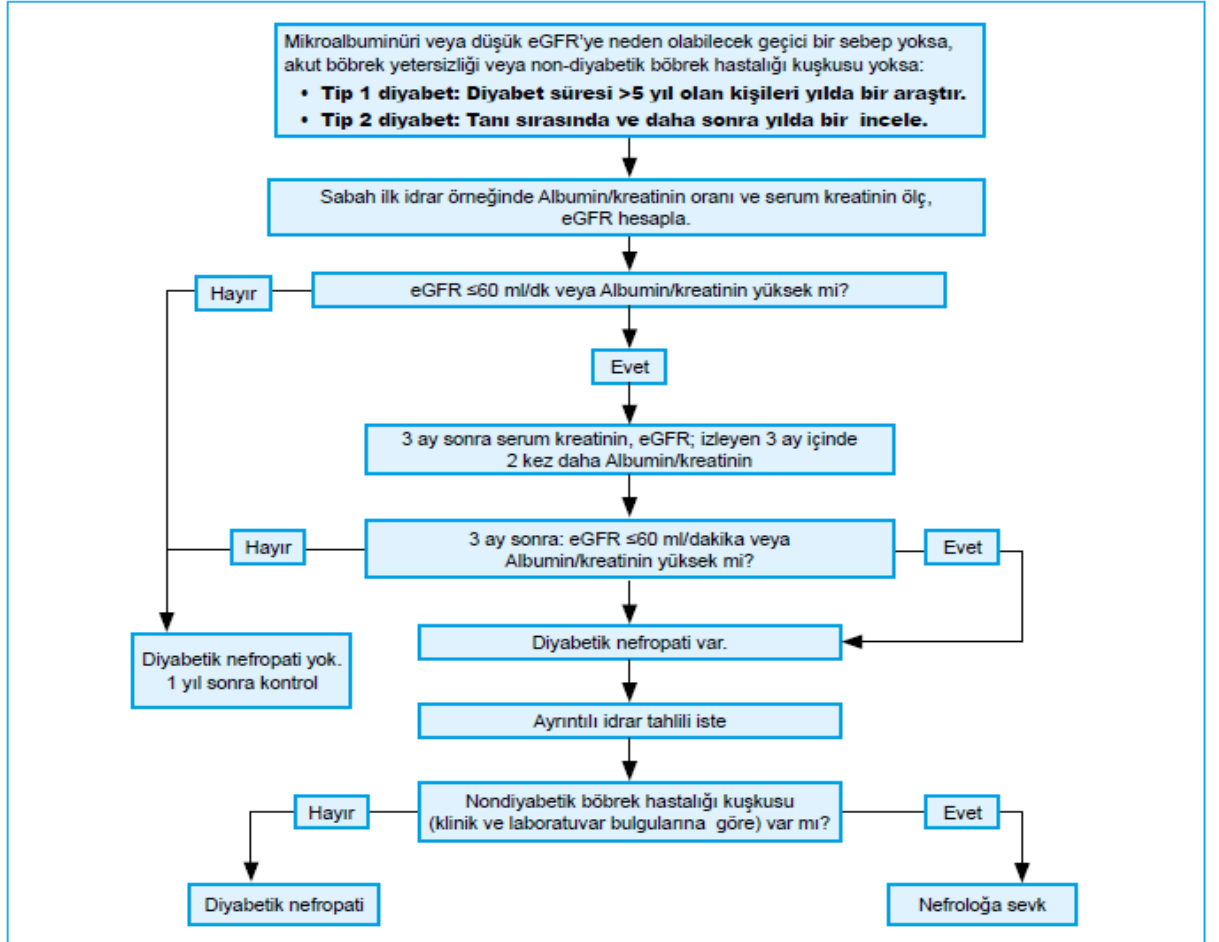 Mikroalbuminüri veya düşük eGFR'ye neden olabilecek geçici bir sebep yoksa,
akut böbrek yetersizliği veya non-diyabetik böbrek hastalığı kuşkusu yoksa:
• Tip 1 diyabet: Diyabet süresi >5 yıl olan kişileri yılda bir araştır.
• Tip 2 diyabet: Tanı sırasında ve daha sonra yılda bir incele.
Sabah ilk idrar örneğinde Albumin/kreatinin oranı ve serum kreatinin ölç,
eGFR hesapla.
Hayır
eGFR ≤60 ml/dk veya Albumin/kreatinin yüksek mi?
Evet
3 ay sonra serum kreatinin, eGFR; izleyen 3 ay içinde
2 kez daha Albumin/kreatinin
Hayır
3 ay sonra: eGFR ≤60 ml/dakika veya
Albumin/kreatinin yüksek mi?
Evet
Diyabetik nefropati yok.
1 yıl sonra kontrol
Diyabetik nefropati var.
Ayrıntılı idrar tahlili iste
Hayır
Nondiyabetik böbrek hastalığı kuşkusu
(klinik ve laboratuvar bulgularına göre) var mı?
Evet
Diyabetik nefropati
Nefroloğa sevk